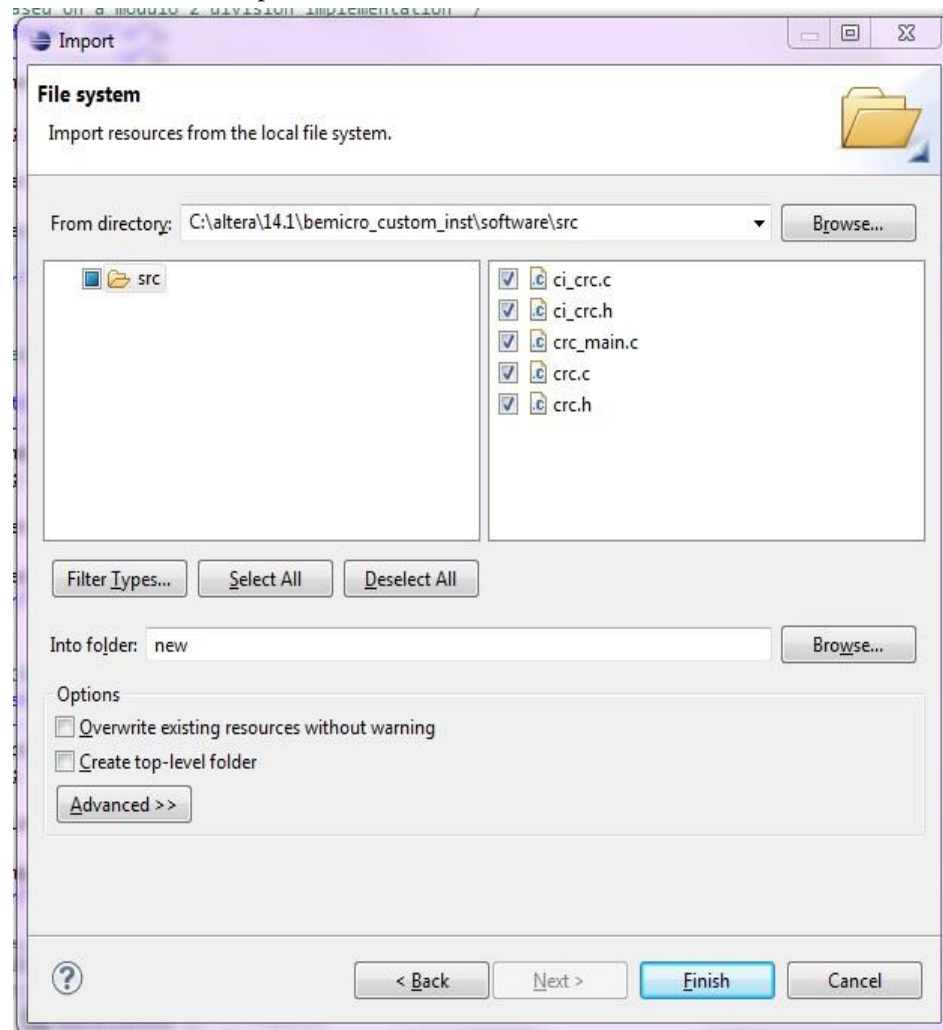 ased on a modulo 2 division implementation */
Import
File system
Import resources from the local file system.
From directory: C:\altera\14.1\bemicro_custom_inst\software\src
Browse...
src
ci_crc.c
ci_crc.h
crc_main.c
crc.c
crc.h
Filter Types... Select All Deselect All
Into folder: new
Browse...
Options
Overwrite existing resources without warning
Create top-level folder
Advanced >>
< Back Next > Finish Cancel